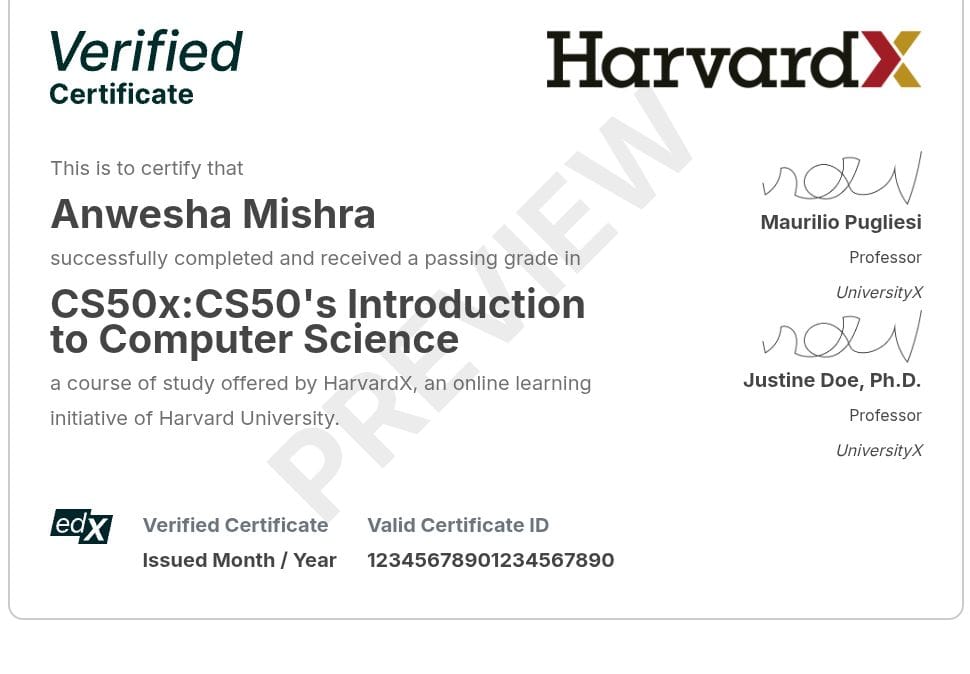 Verified
Certificate
HarvardX
This is to certify that
Anwesha Mishra
successfully completed and received a passing grade in
CS50x:CS50's Introduction
to Computer Science
a course of study offered by HarvardX, an online learning
initiative of Harvard University.
PREVIEW
Maurilio Pugliesi
Professor
UniversityX
Justine Doe, Ph.D.
Professor
UniversityX
edX
Verified Certificate
Issued Month / Year
Valid Certificate ID
12345678901234567890